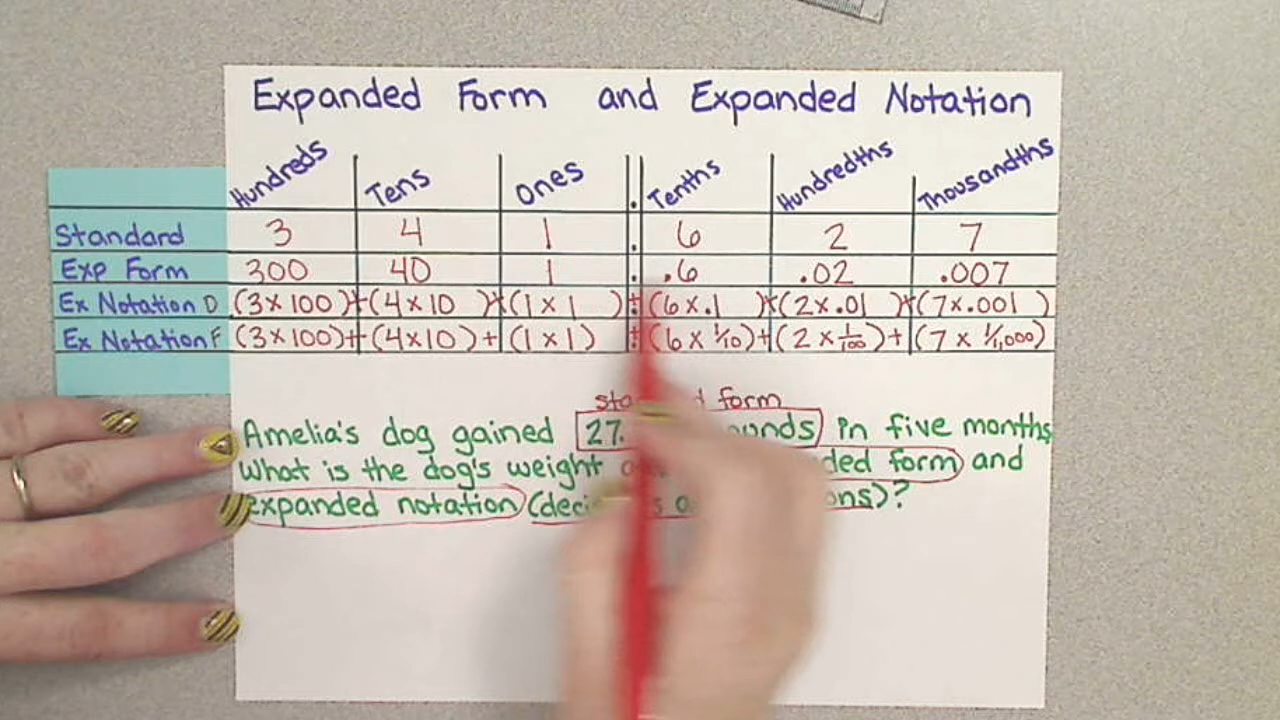 Expanded Form and Expanded Notation
Hundreds Tens Ones . Tenths Hundredths Thousandths
Standard 3 4 1 . 6 2 7
Exp Form 300 40 1 . .6 .02 .007
Ex Notation D (3×100)+(4×10)+(1×1)+(6×.1)+(2×.01)+(7×.001)
Ex Notation F (3×100)+(4×10)+(1×1)+(6×1/10)+(2×1/100)+(7×1/1,000)
form
Amelia's dog gained 27. in five months
What is the dog's weight form and
expanded notation ?